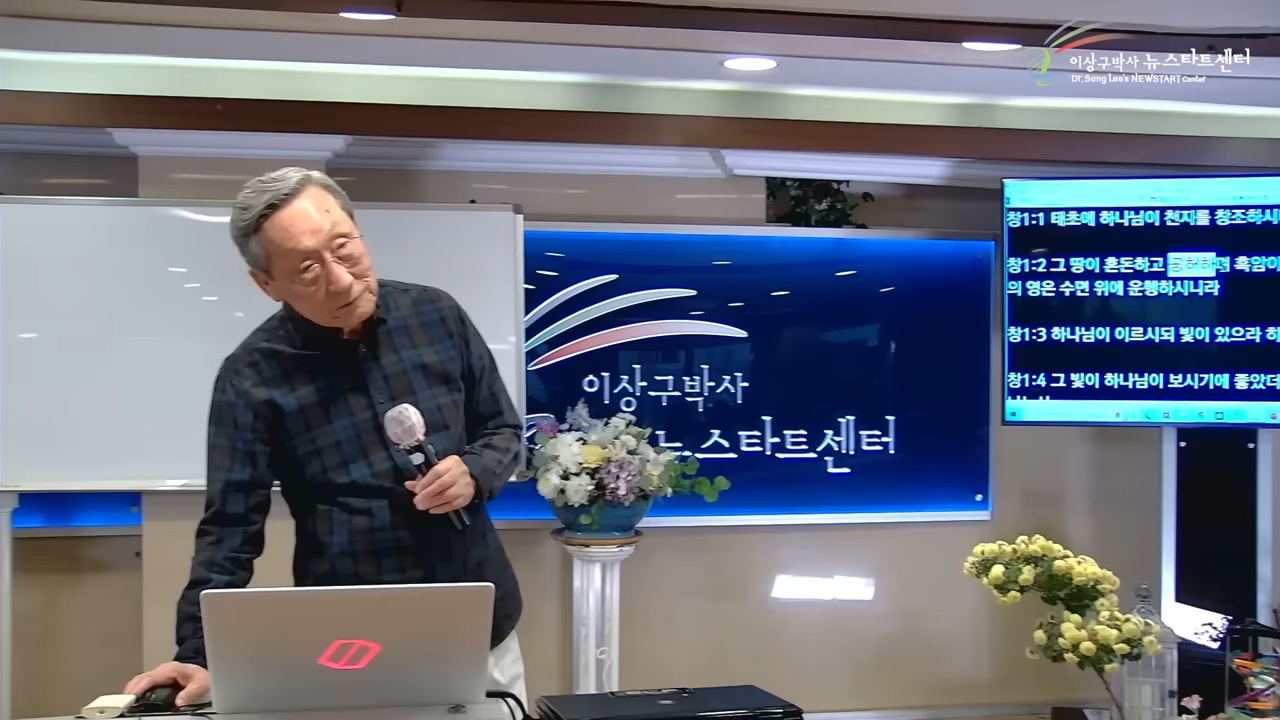 이상구박사 뉴스타트센터
Dr. Sang Lee's NEWSTART Center
창1:1 태초에 하나님이 천지를 창조하시
창1:2 그 땅이 혼돈하고 공허하며 흑암이
의 영은 수면 위에 운행하시니라
창1:3 하나님이 이르시되 빛이 있으라 하
창1:4 그 빛이 하나님이 보시기에 좋았더
이상구박사
뉴스타트센터